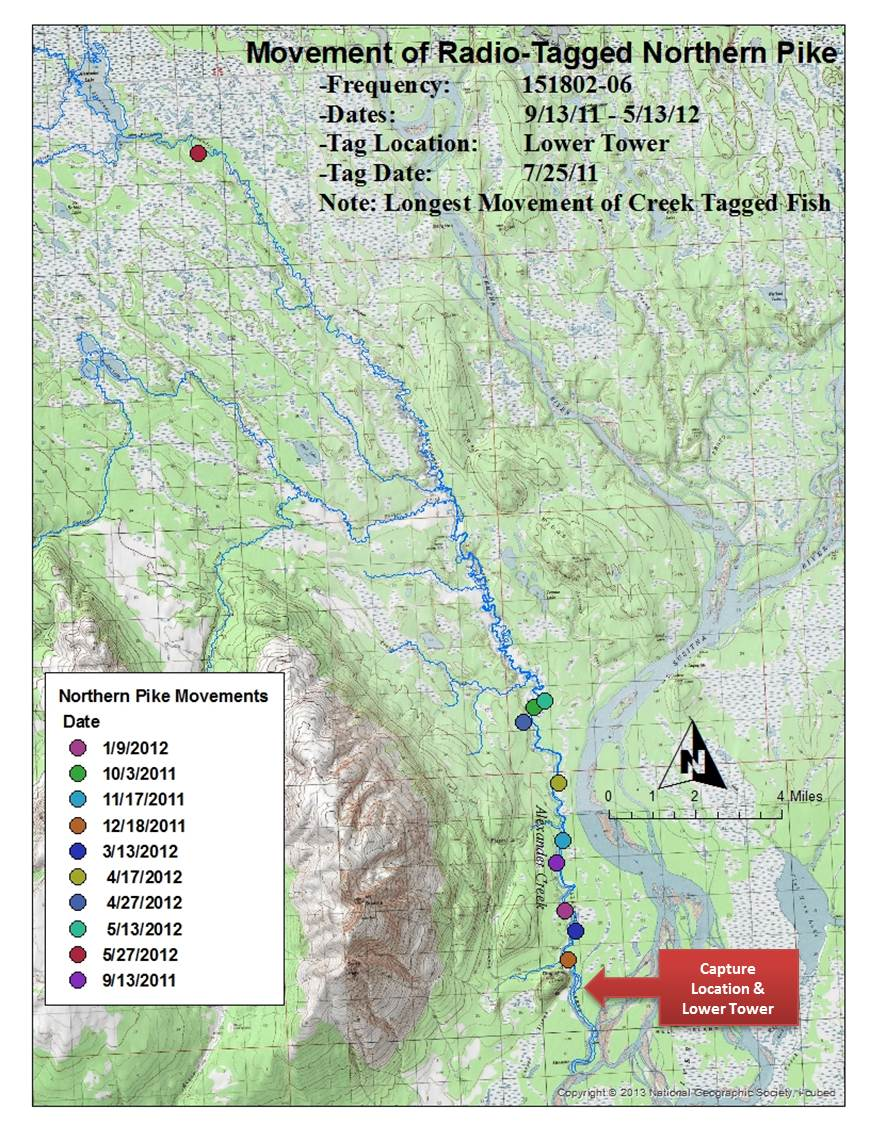 Movement of Radio-Tagged Northern Pike
-Frequency: 151802-06
-Dates: 9/13/11 - 5/13/12
-Tag Location: Lower Tower
-Tag Date: 7/25/11
Note: Longest Movement of Creek Tagged Fish
RIVER
SUSITNA
RIVER
Northern Pike Movements
Date
1/9/2012
10/3/2011
11/17/2011
12/18/2011
3/13/2012
4/17/2012
4/27/2012
5/13/2012
5/27/2012
9/13/2011
N
0 1 2 4 Miles
Alexander Creek
Capture
Location &
Lower Tower
Copyright © 2013 National Geographic Society, i-cubed